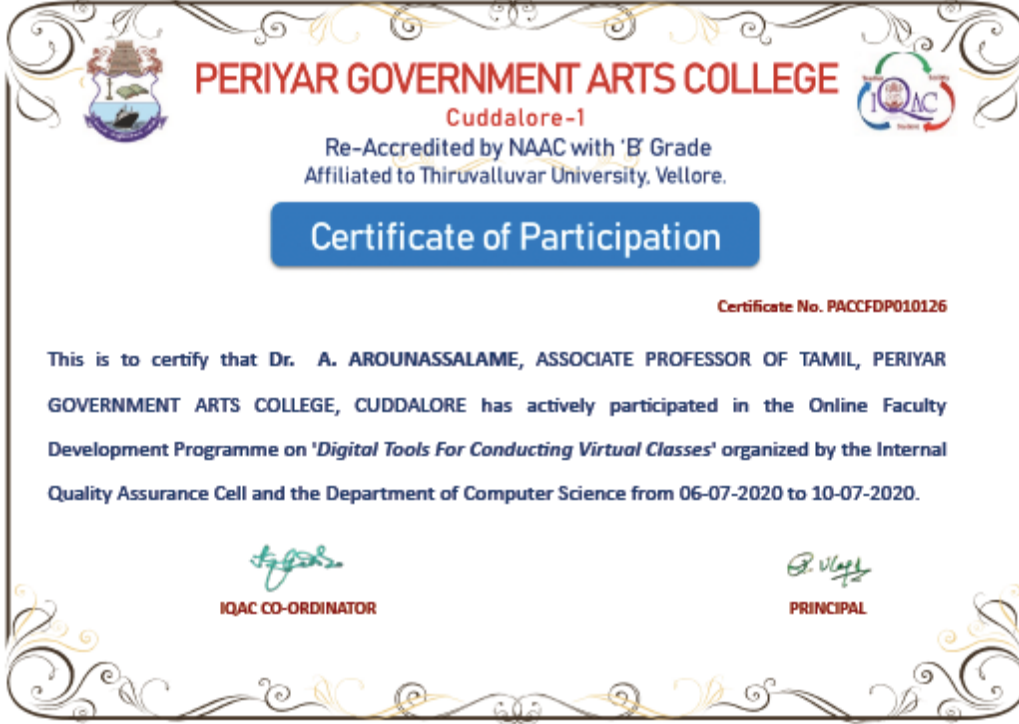 PERIYAR GOVERNMENT ARTS COLLEGE
Cuddalore-1
Re-Accredited by NAAC with 'B' Grade
Affiliated to Thiruvalluvar University, Vellore.
IQAC
Certificate of Participation
Certificate No. PACCFDP010126
This is to certify that Dr. A. AROUNASSALAME, ASSOCIATE PROFESSOR OF TAMIL, PERIYAR
GOVERNMENT ARTS COLLEGE, CUDDALORE has actively participated in the Online Faculty
Development Programme on 'Digital Tools For Conducting Virtual Classes' organized by the Internal
Quality Assurance Cell and the Department of Computer Science from 06-07-2020 to 10-07-2020.
IQAC CO-ORDINATOR
PRINCIPAL